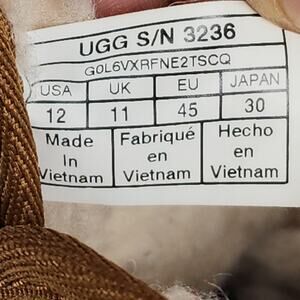 UGG S/N 3236
G0L6VXRFNE2TSCQ
USA UK EU JAPAN
12 11 45 30
Made Fabriqué Hecho
In en en
Vietnam Vietnam Vietnam